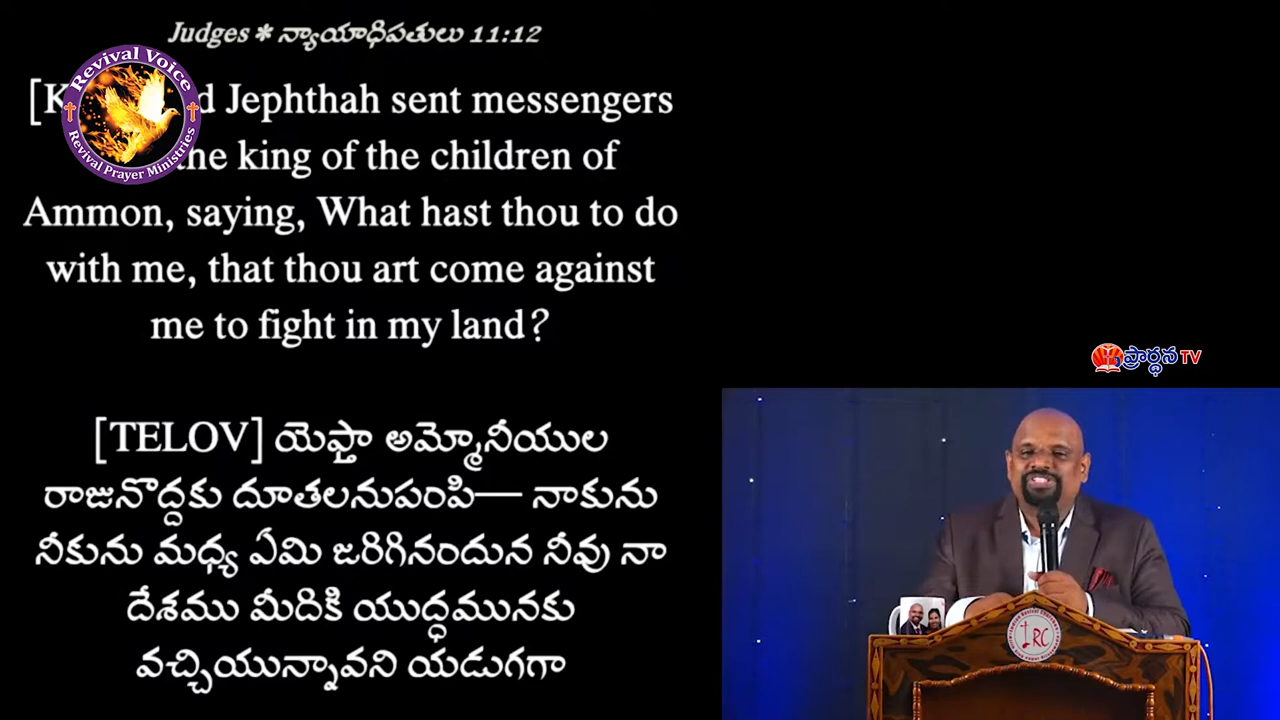 Judges * న్యాయాధిపతులు 11:12
Revival Voice
Revival Prayer Ministries
Jephthah sent messengers
the king of the children of
Ammon, saying, What hast thou to do
with me, that thou art come against
me to fight in my land?
[TELOV] యెఫ్తా అమ్మోనీయుల
రాజునొద్దకు దూతలనుపంపి— నాకును
నీకును మధ్య ఏమి జరిగినందున నీవు నా
దేశము మీదికి యుద్ధమునకు
వచ్చియున్నావని యడుగగా
ప్రార్థన TV
RC